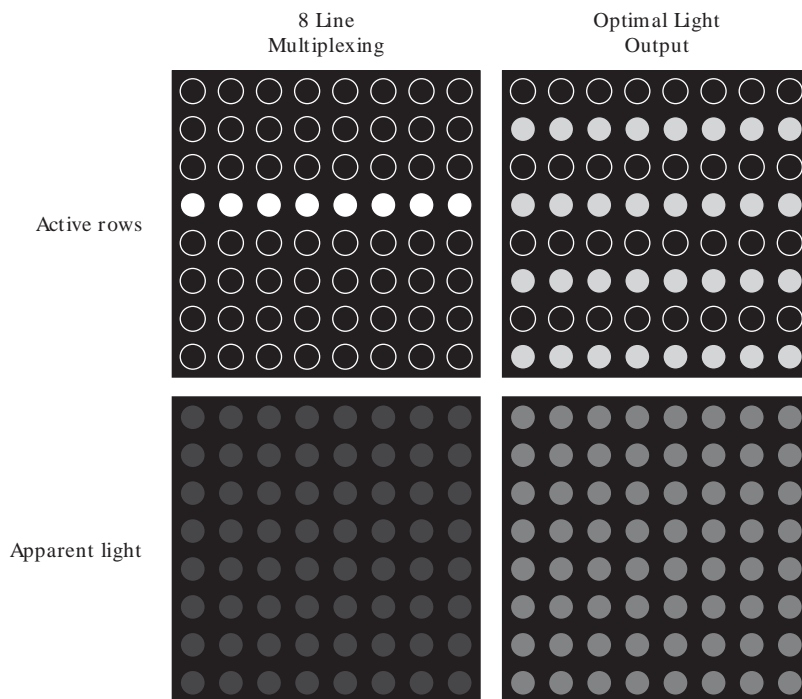 8 Line
Multiplexing
Optimal Light
Output
Active rows
Apparent light